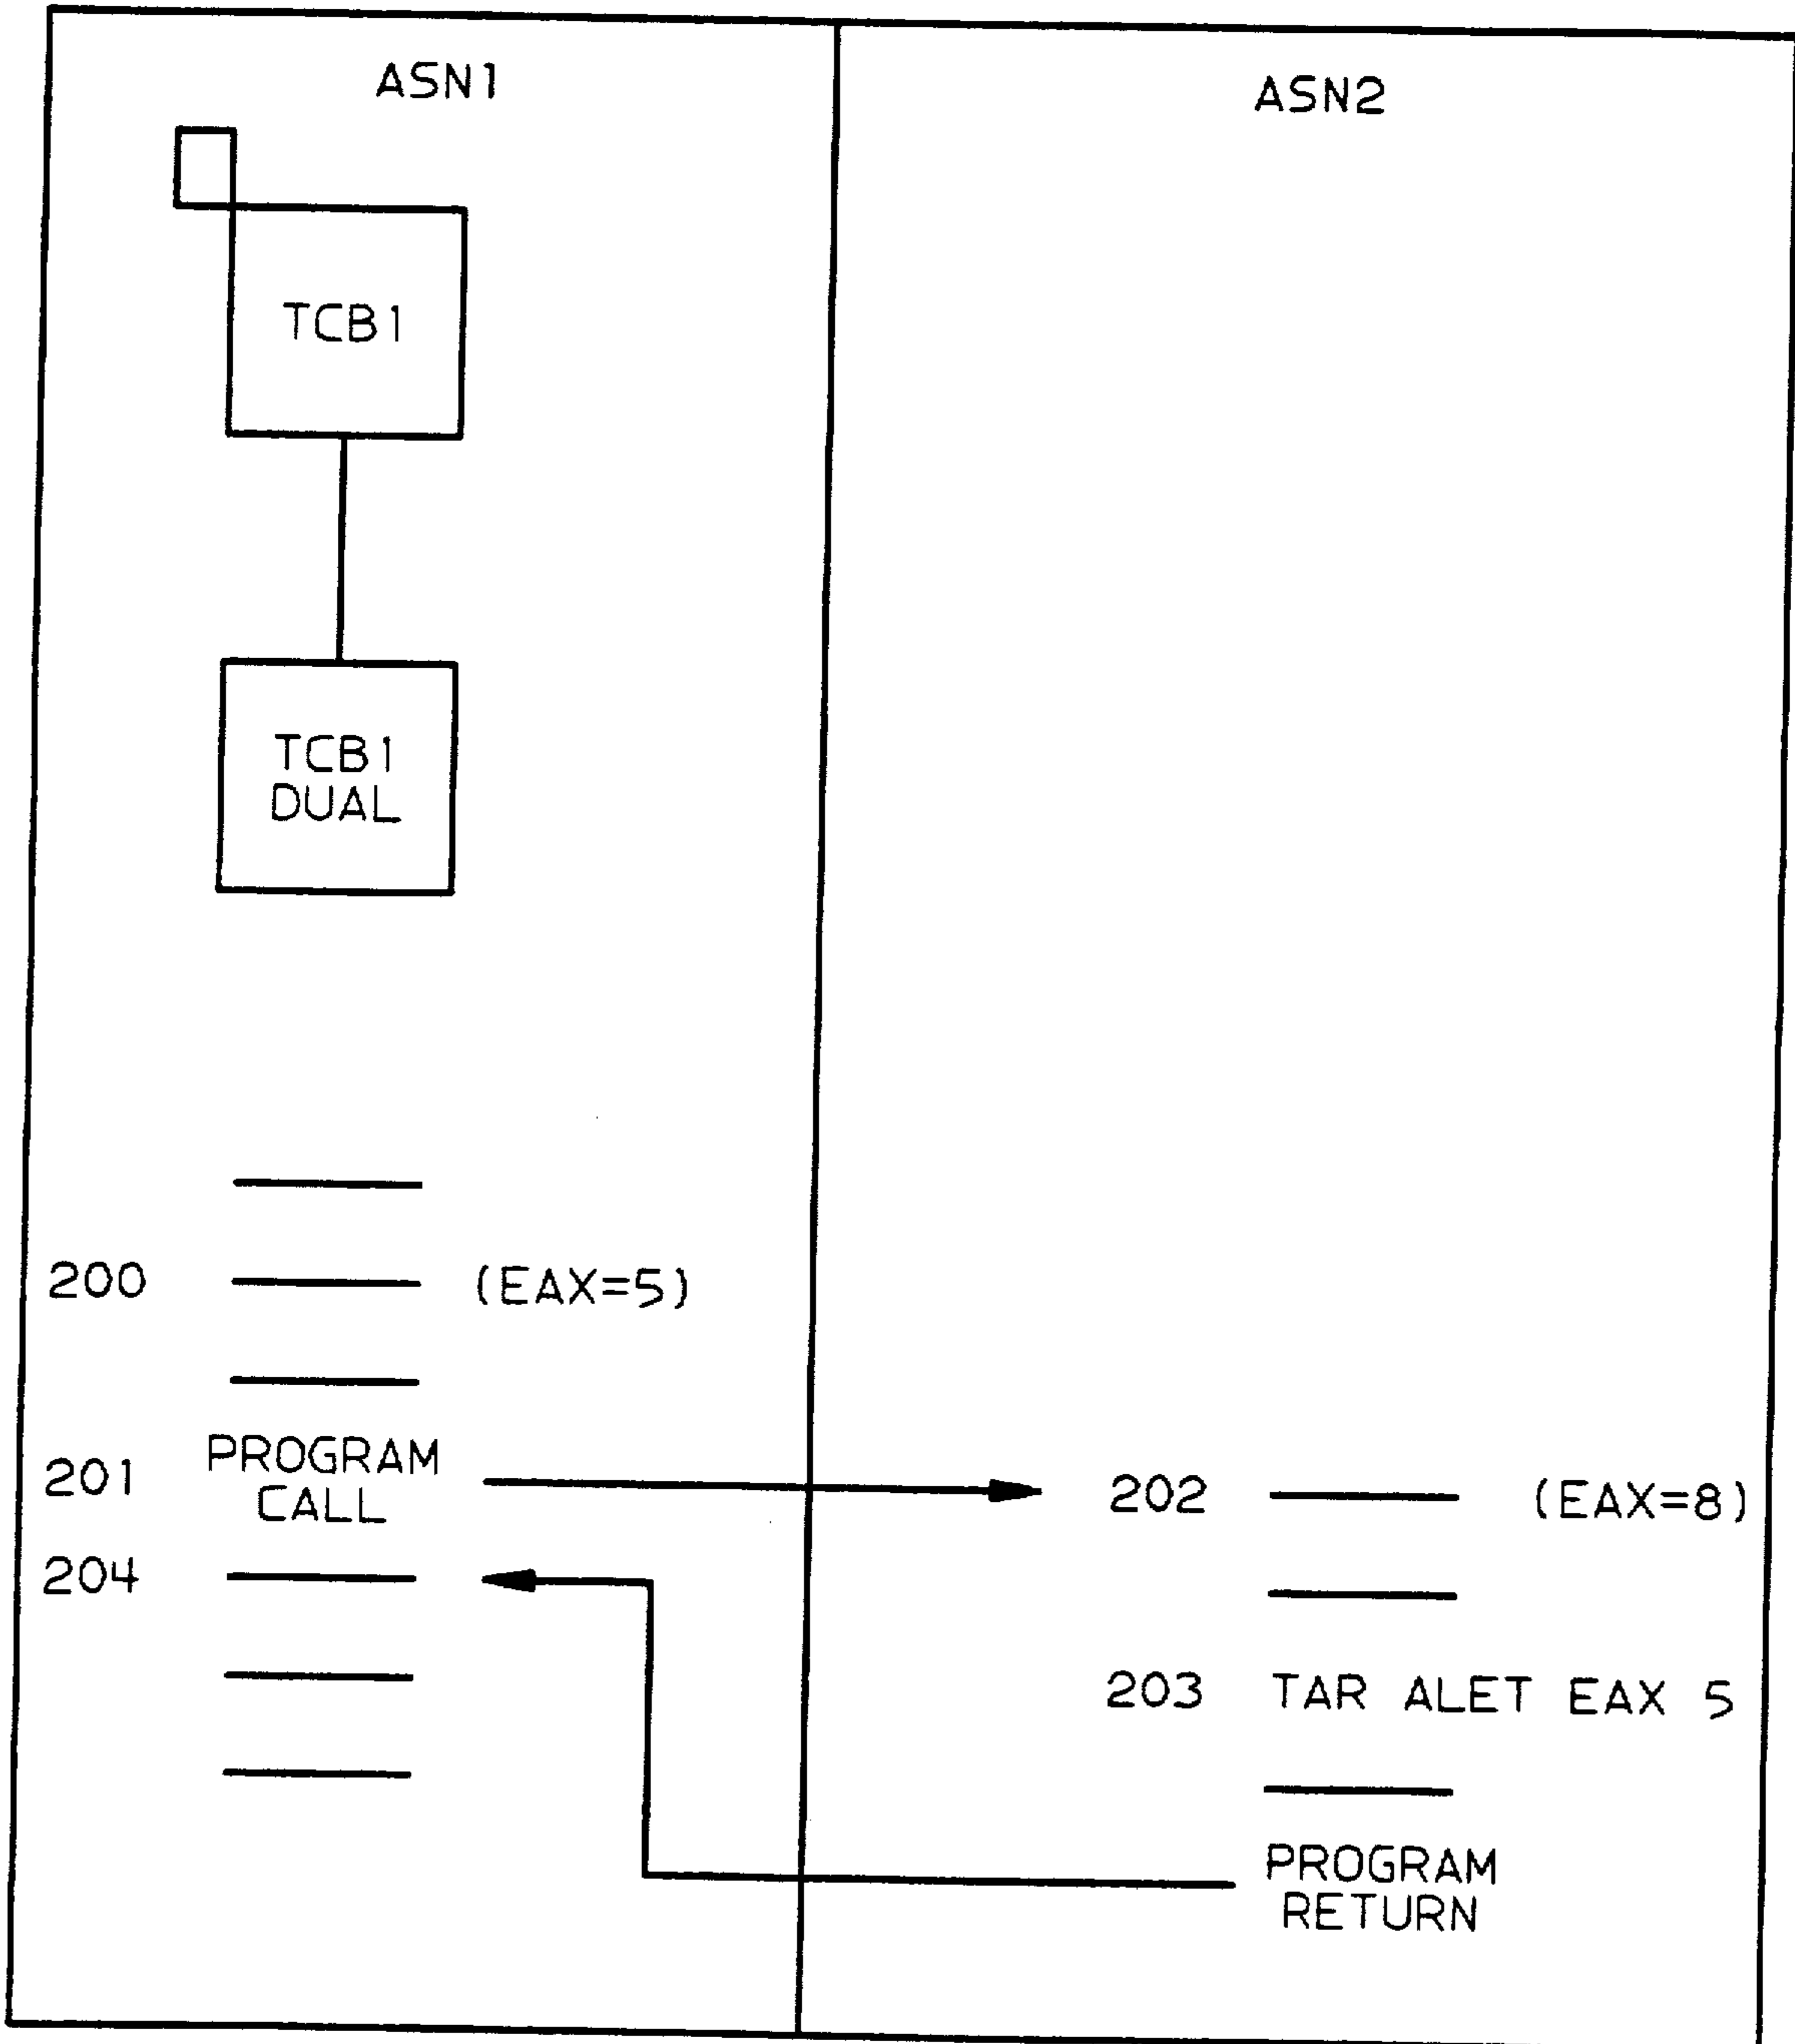 ASN1
ASN2
TCB1
TCB1
DUAL
200 (EAX=5)
201 PROGRAM
CALL
202 (EAX=8)
204
203 TAR ALET EAX 5
PROGRAM
RETURN